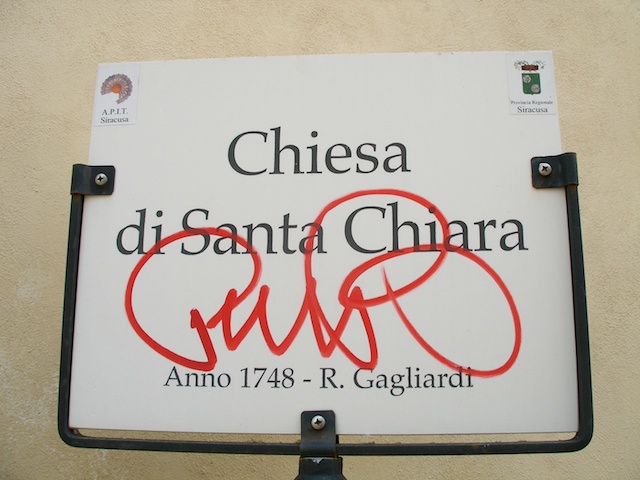 A.P.I.T.
Siracusa
Provincia Regionale
Siracusa
Chiesa
di Santa Chiara
Anno 1748 - R. Gagliardi